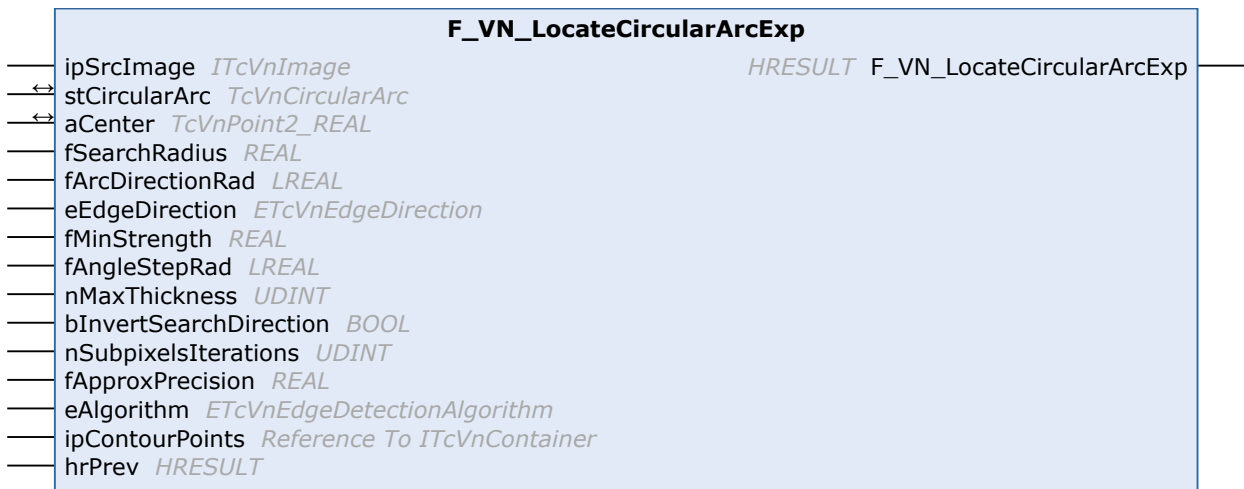 F_VN_LocateCircularArcExp
ipSrcImage ITcVnImage HRESULT F_VN_LocateCircularArcExp
stCircularArc TcVnCircularArc
aCenter TcVnPoint2_REAL
fSearchRadius REAL
fArcDirectionRad LREAL
eEdgeDirection ETcVnEdgeDirection
fMinStrength REAL
fAngleStepRad LREAL
nMaxThickness UDINT
bInvertSearchDirection BOOL
nSubpixelsIterations UDINT
fApproxPrecision REAL
eAlgorithm ETcVnEdgeDetectionAlgorithm
ipContourPoints Reference To ITcVnContainer
hrPrev HRESULT